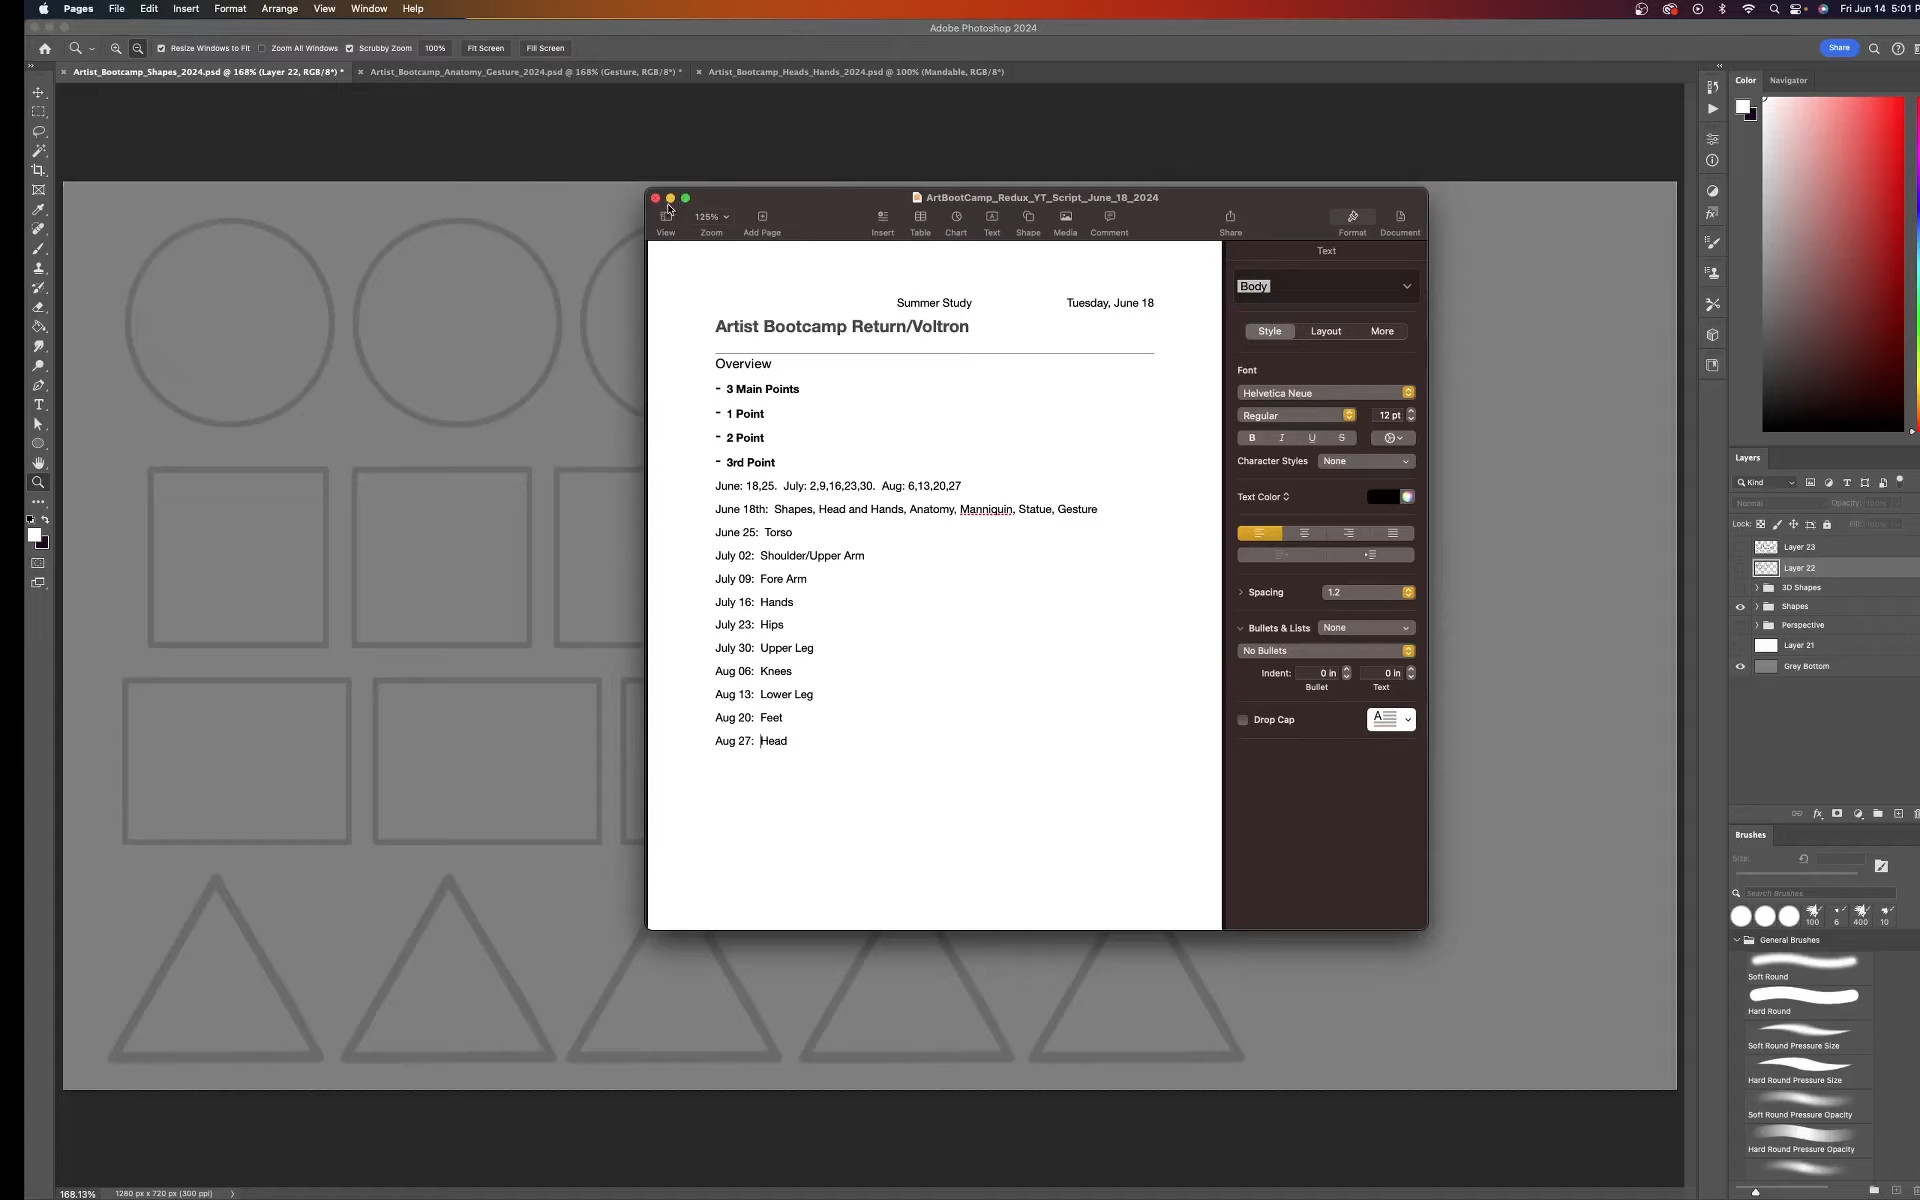 Pages File Edit Insert Format Arrange View Window Help Fri Jun 14 5:01 P
Adobe Photoshop 2024
Resize Windows to Fit Zoom All Windows Scrubby Zoom 100% Fit Screen Fill Screen Share
Artist_Bootcamp_Shapes_2024.psd @ 168% (Layer 22, RGB/8*) * Artist_Bootcamp_Anatomy_Gesture_2024.psd @ 168% (Gesture, RGB/8*) * Artist_Bootcamp_Heads_Hands_2024.psd @ 100% (Mandable, RGB/8*)
ArtBootCamp_Redux_YT_Script_June_18_2024
125%
View Zoom Add Page Insert Table Chart Text Shape Media Comment Share Format Document
Summer Study Tuesday, June 18
Artist Bootcamp Return/Voltron
Overview
- 3 Main Points
- 1 Point
- 2 Point
- 3rd Point
June: 18,25. July: 2,9,16,23,30. Aug: 6,13,20,27
June 18th: Shapes, Head and Hands, Anatomy, Manniquin, Statue, Gesture
June 25: Torso
July 02: Shoulder/Upper Arm
July 09: Fore Arm
July 16: Hands
July 23: Hips
July 30: Upper Leg
Aug 06: Knees
Aug 13: Lower Leg
Aug 20: Feet
Aug 27: Head
Text
Body
Style Layout More
Font
Helvetica Neue
Regular 12 pt
B I U S
Character Styles None
Text Color
Spacing 1.2
Bullets & Lists None
No Bullets
Indent: 0 in 0 in
Bullet Text
Drop Cap
Color Navigator
Layers
Kind
Normal Opacity: 100%
Lock: Fill: 100%
Layer 23
Layer 22
3D Shapes
Shapes
Perspective
Layer 21
Grey Bottom
Brushes
Size:
Search Brushes
100 6 400 10
General Brushes
Soft Round
Hard Round
Soft Round Pressure Size
Hard Round Pressure Size
Soft Round Pressure Opacity
Hard Round Pressure Opacity
168.13% 1280 px x 720 px (300 ppi)